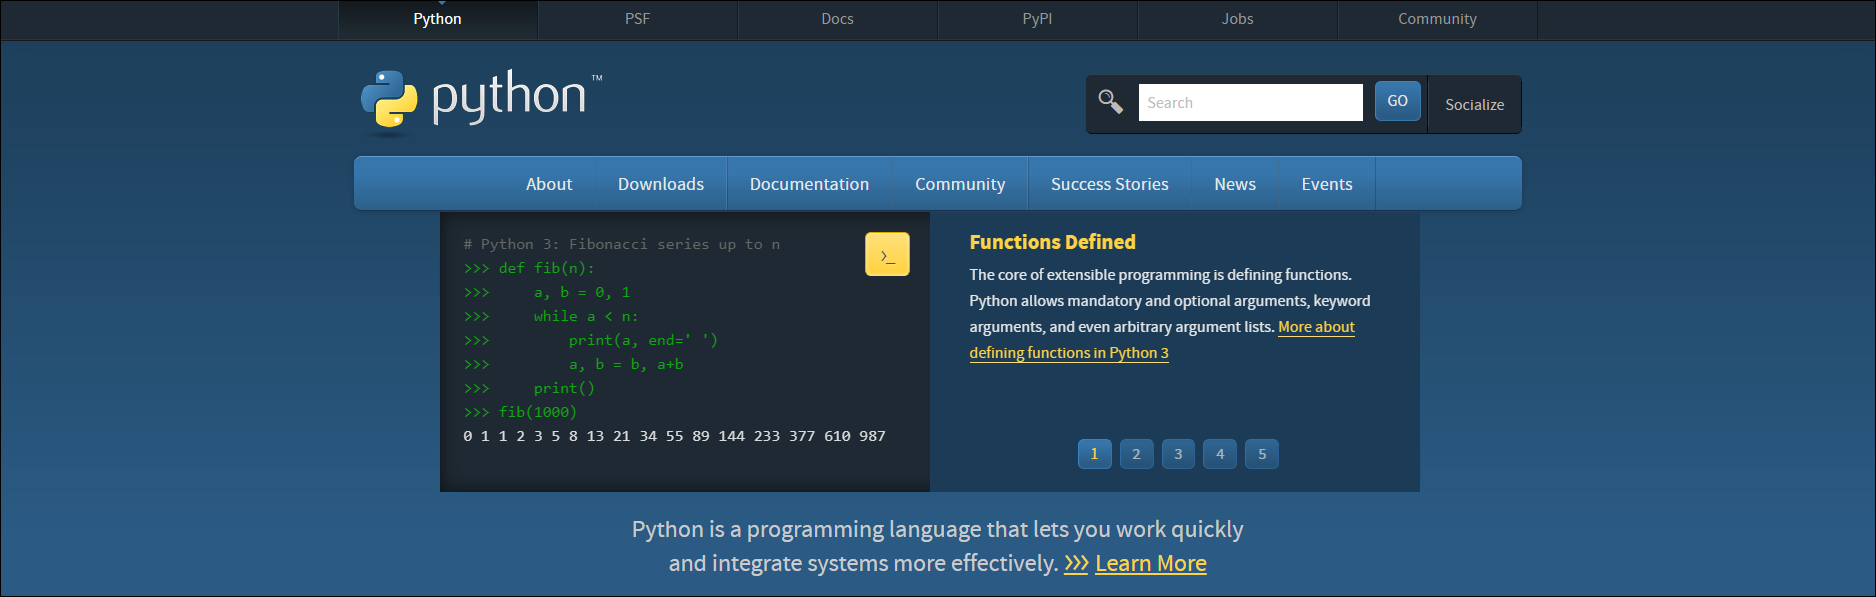 Python PSF Docs PyPI Jobs Community
python™
Search GO Socialize
About Downloads Documentation Community Success Stories News Events
# Python 3: Fibonacci series up to n
>>> def fib(n):
>>>     a, b = 0, 1
>>>     while a < n:
>>>         print(a, end=' ')
>>>         a, b = b, a+b
>>>     print()
>>> fib(1000)
0 1 1 2 3 5 8 13 21 34 55 89 144 233 377 610 987
>_
Functions Defined
The core of extensible programming is defining functions.
Python allows mandatory and optional arguments, keyword
arguments, and even arbitrary argument lists. More about
defining functions in Python 3
1 2 3 4 5
Python is a programming language that lets you work quickly
and integrate systems more effectively. >>> Learn More